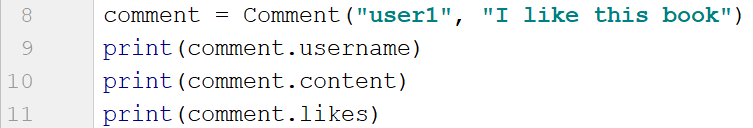 8 comment = Comment("user1", "I like this book")
9 print(comment.username)
10 print(comment.content)
11 print(comment.likes)